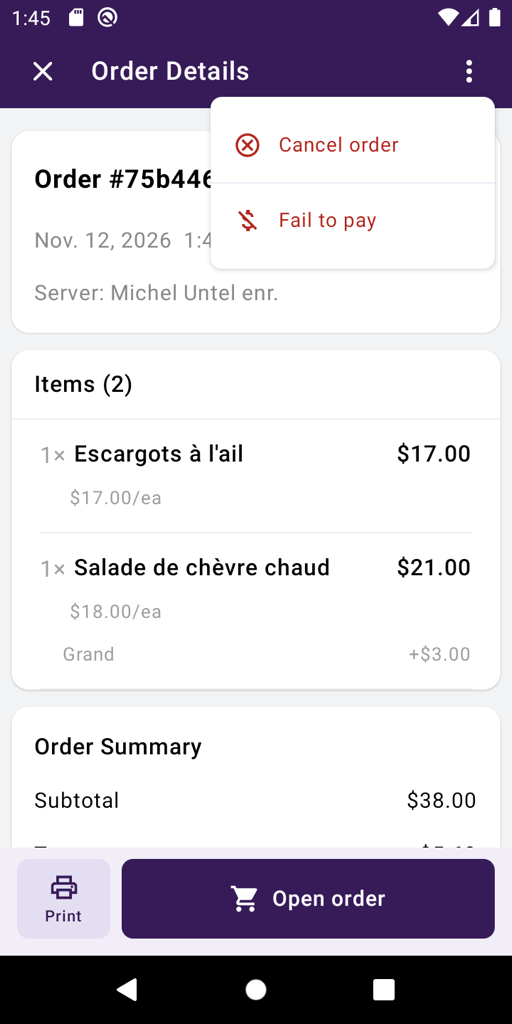 1:45
Order Details
Cancel order
Fail to pay
Order #75b446
Nov. 12, 2026 1:4
Server: Michel Untel enr.
Items (2)
1× Escargots à l'ail $17.00
$17.00/ea
1× Salade de chèvre chaud $21.00
$18.00/ea
Grand +$3.00
Order Summary
Subtotal $38.00
Print
Open order